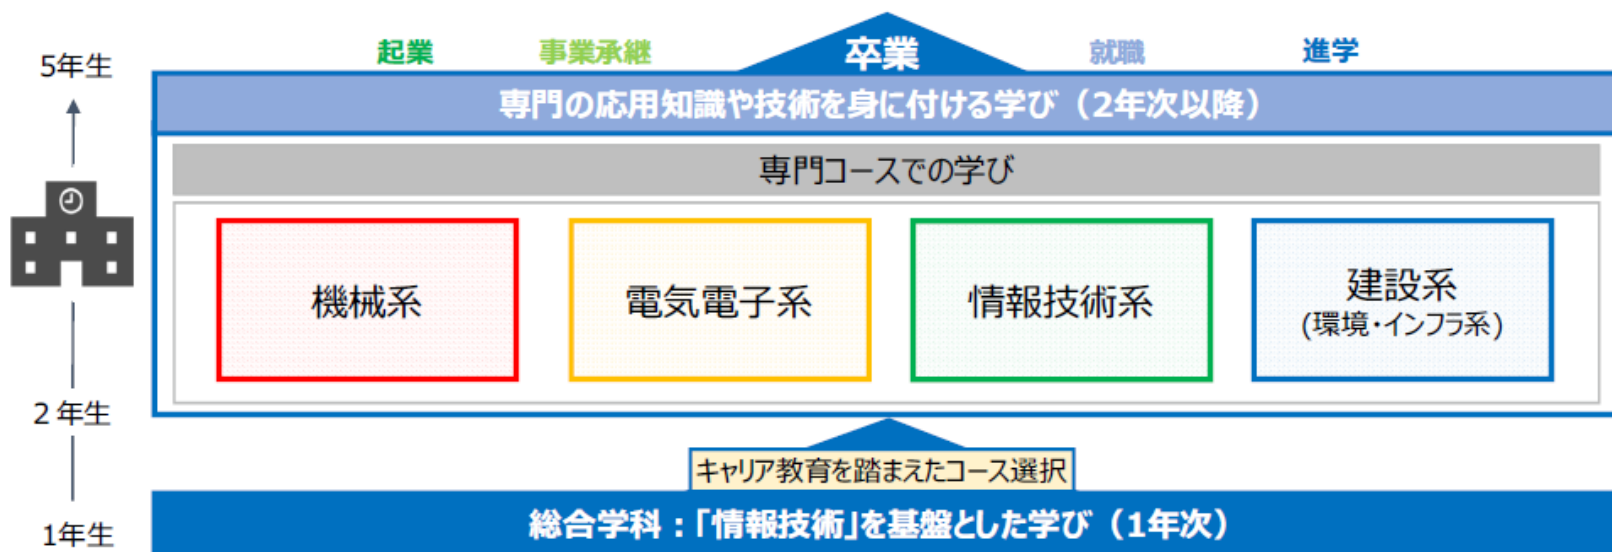 起業
事業承継
卒業
就職
進学
5年生
専門の応用知識や技術を身に付ける学び（2年次以降）
専門コースでの学び
機械系
電気電子系
情報技術系
建設系
(環境・インフラ系)
２年生
キャリア教育を踏まえたコース選択
総合学科：「情報技術」を基盤とした学び（1年次）
1年生